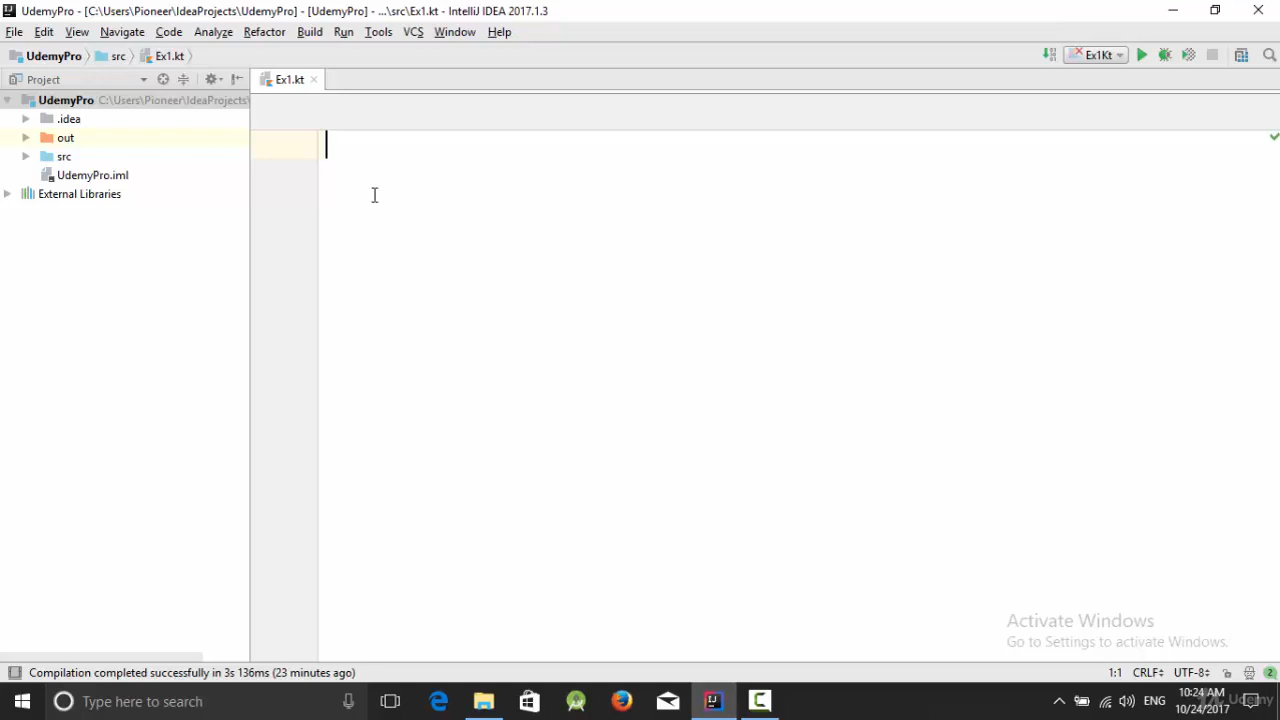 UdemyPro - [C:\Users\Pioneer\IdeaProjects\UdemyPro] - [UdemyPro] - ...\src\Ex1.kt - IntelliJ IDEA 2017.1.3
File Edit View Navigate Code Analyze Refactor Build Run Tools VCS Window Help
UdemyPro src Ex1.kt Ex1Kt
Project Ex1.kt
UdemyPro C:\Users\Pioneer\IdeaProjects\
.idea
out
src
UdemyPro.iml
External Libraries
Activate Windows
Go to Settings to activate Windows.
Compilation completed successfully in 3s 136ms (23 minutes ago) 1:1 CRLF UTF-8 2
Type here to search ENG 10:24 AM
10/24/2017
Udemy